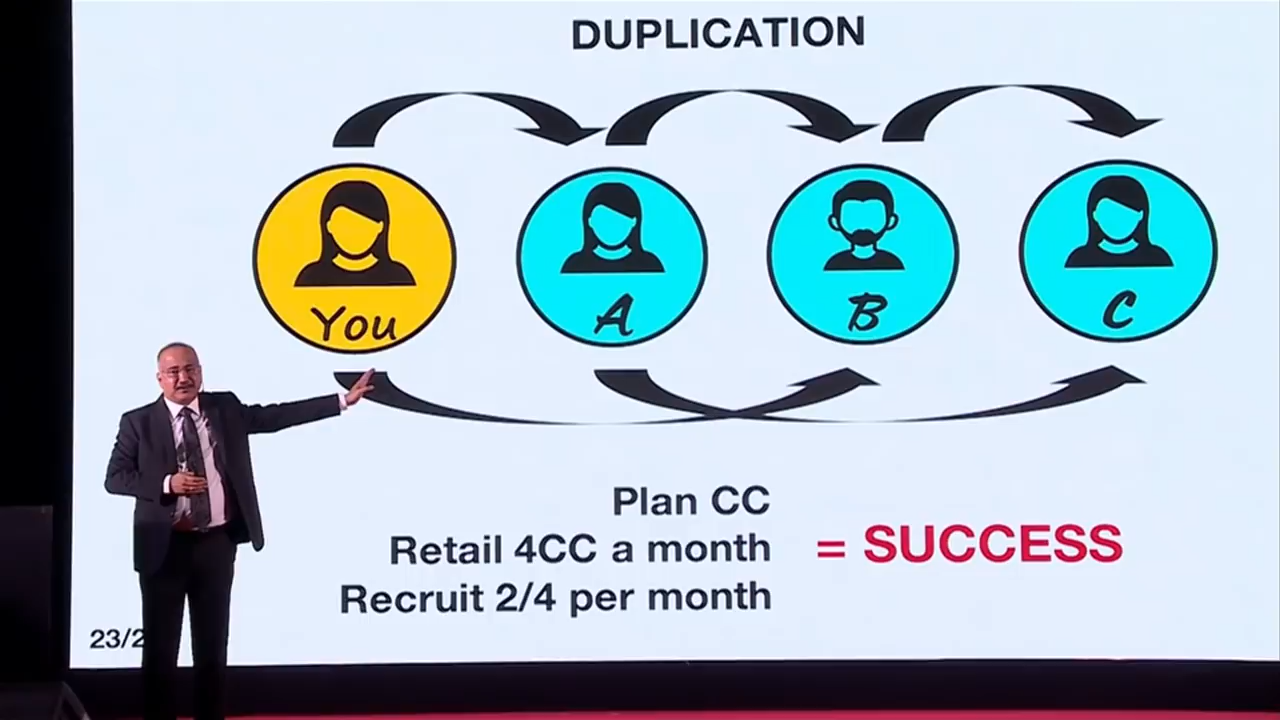 DUPLICATION
You
A
B
C
Plan CC
Retail 4CC a month
= SUCCESS
Recruit 2/4 per month
23/2